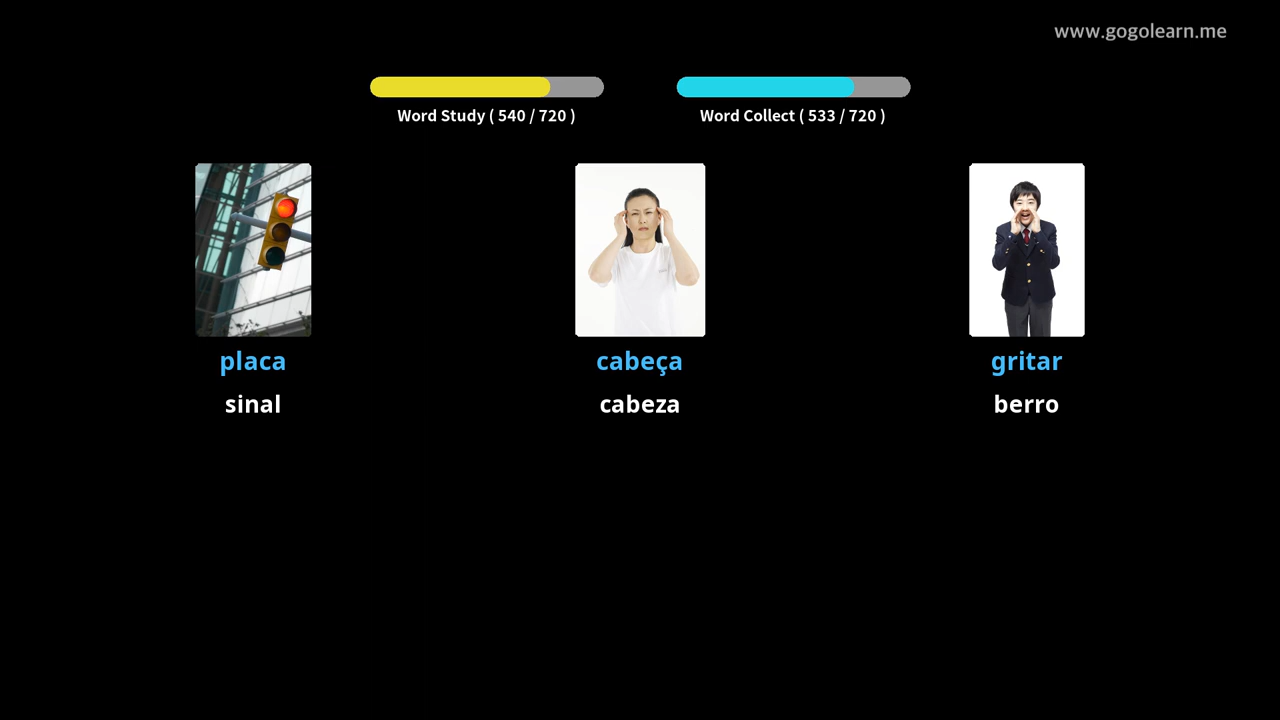 www.gogolearn.me
Word Study ( 540 / 720 )
Word Collect ( 533 / 720 )
placa
cabeça
gritar
sinal
cabeza
berro